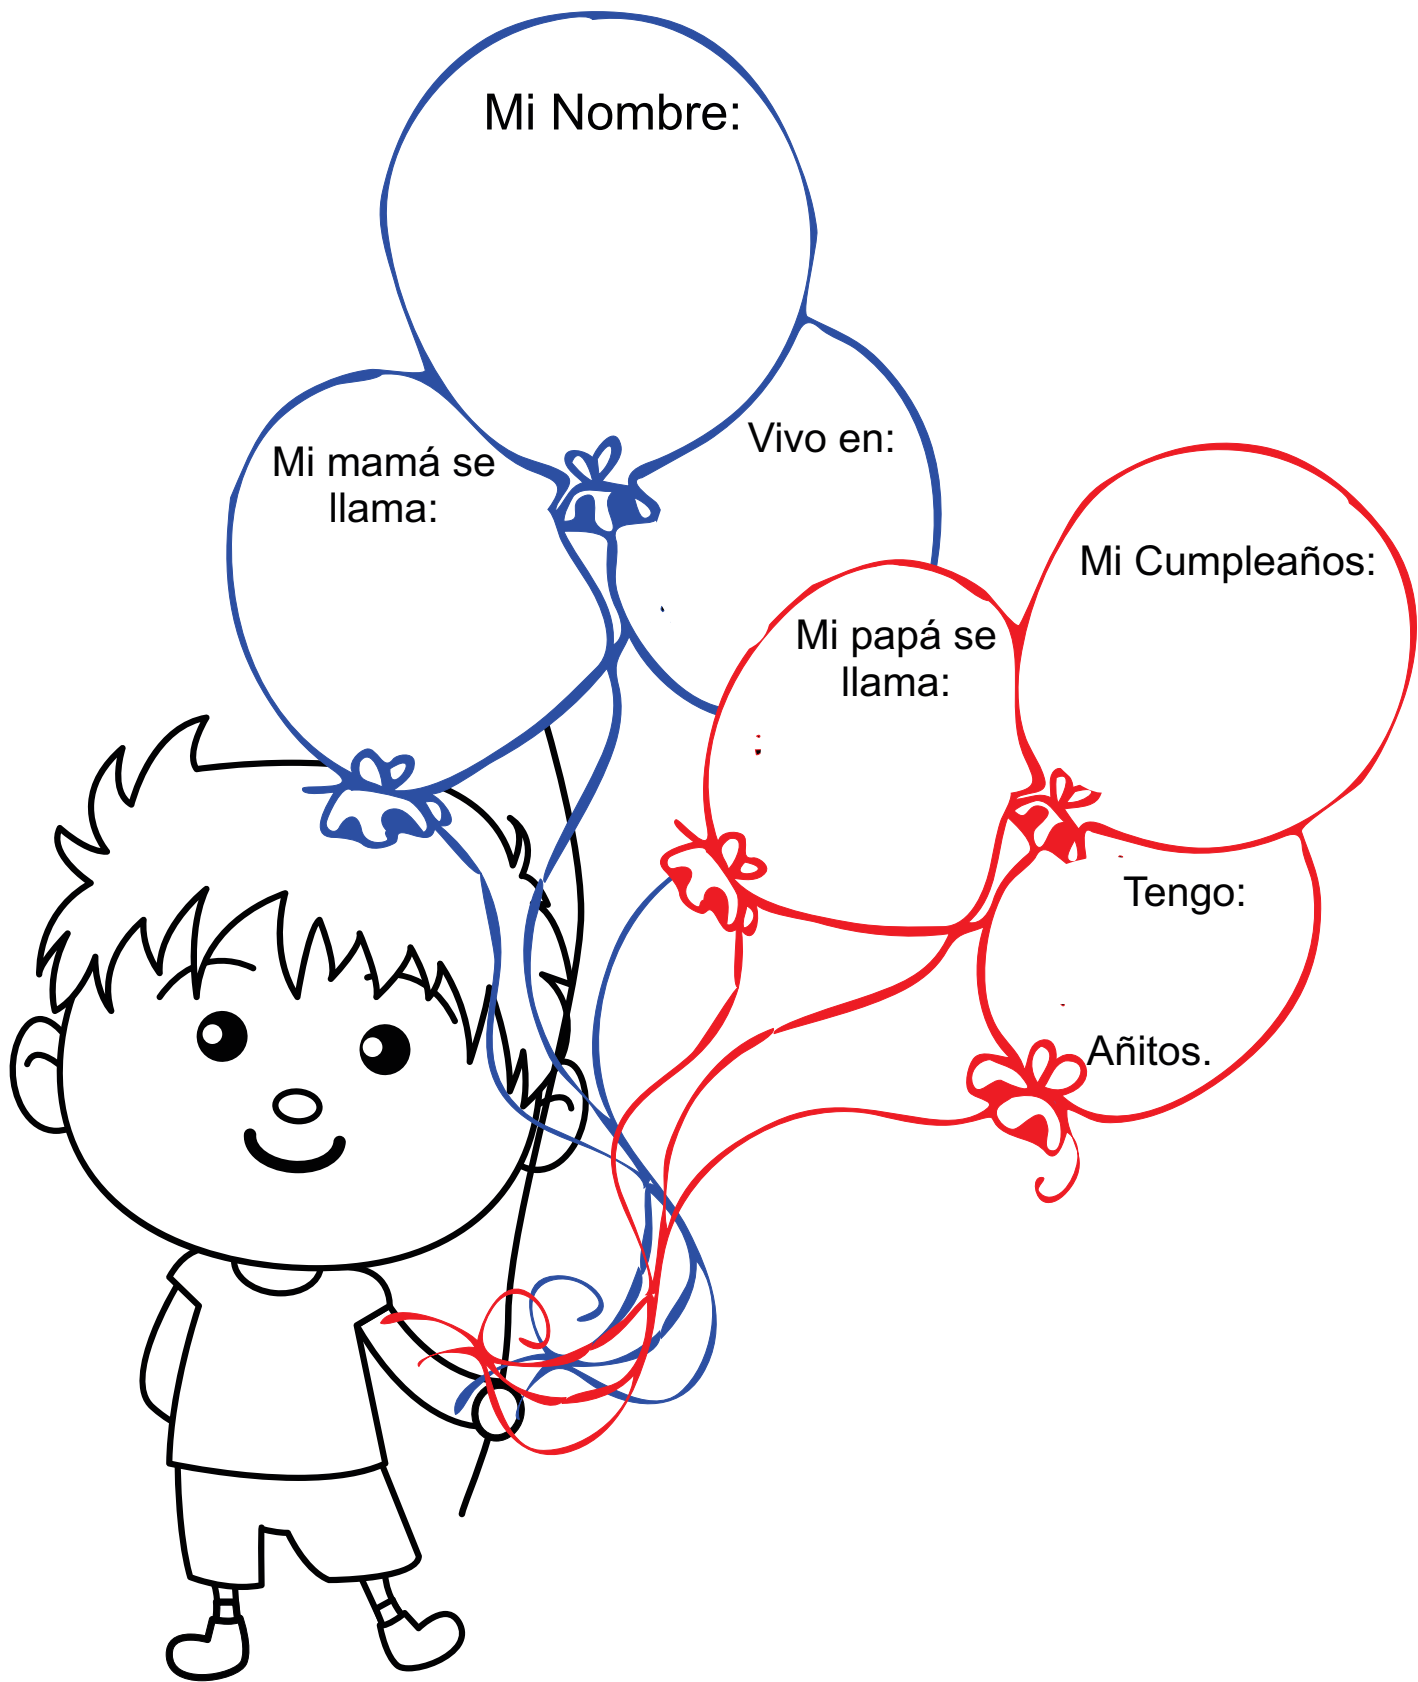 Mi Nombre:
Vivo en:
Mi mamá se
llama:
Mi Cumpleaños:
Mi papá se
llama:
Tengo:
Añitos.